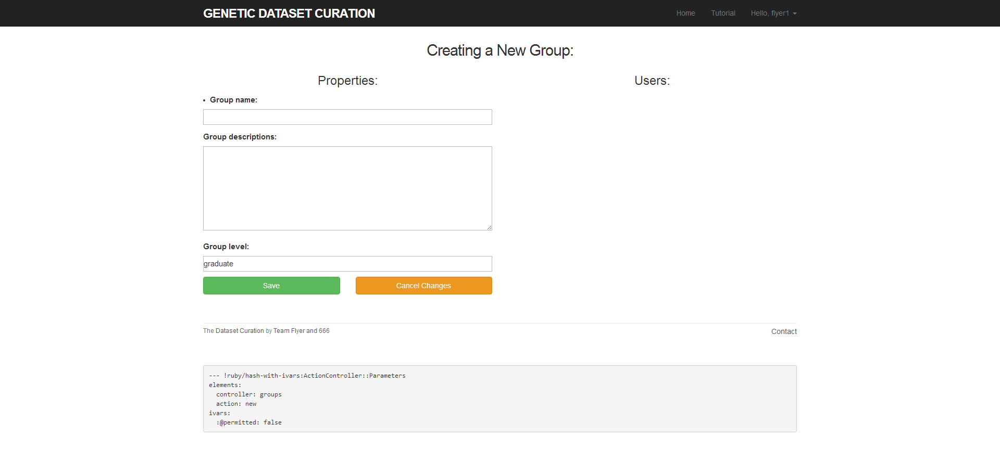 GENETIC DATASET CURATION
Home Tutorial Hello, flyer1
Creating a New Group:
Properties:
Users:
• Group name:
Group descriptions:
Group level:
graduate
Save
Cancel Changes
The Dataset Curation by Team Flyer and 666
Contact
--- !ruby/hash-with-ivars:ActionController::Parameters
elements:
  controller: groups
  action: new
ivars:
  :@permitted: false